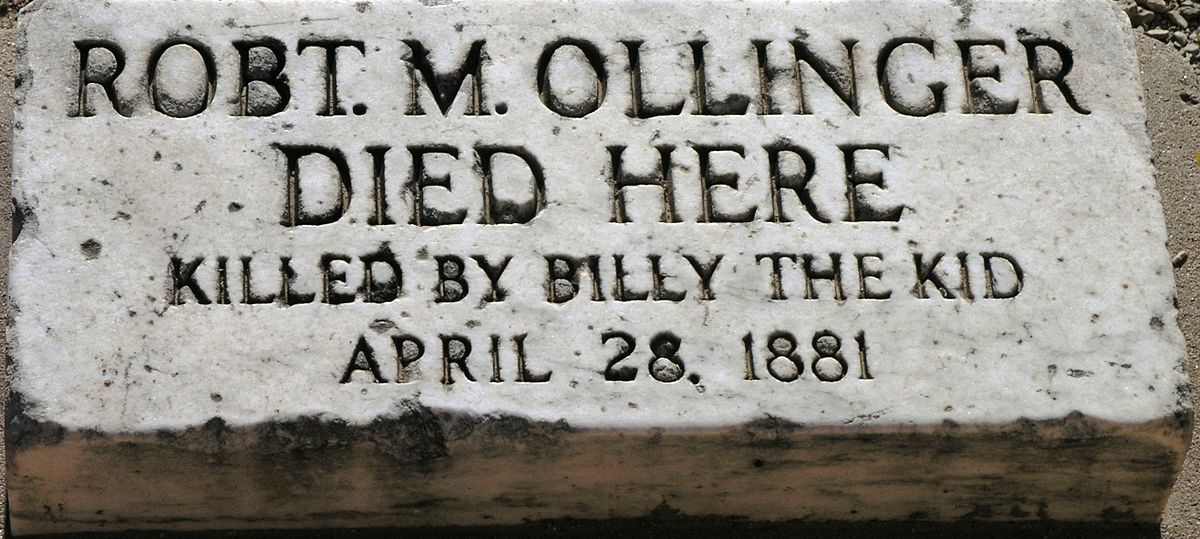 ROBT. M. OLLINGER
DIED HERE
KILLED BY BILLY THE KID
APRIL 28. 1881